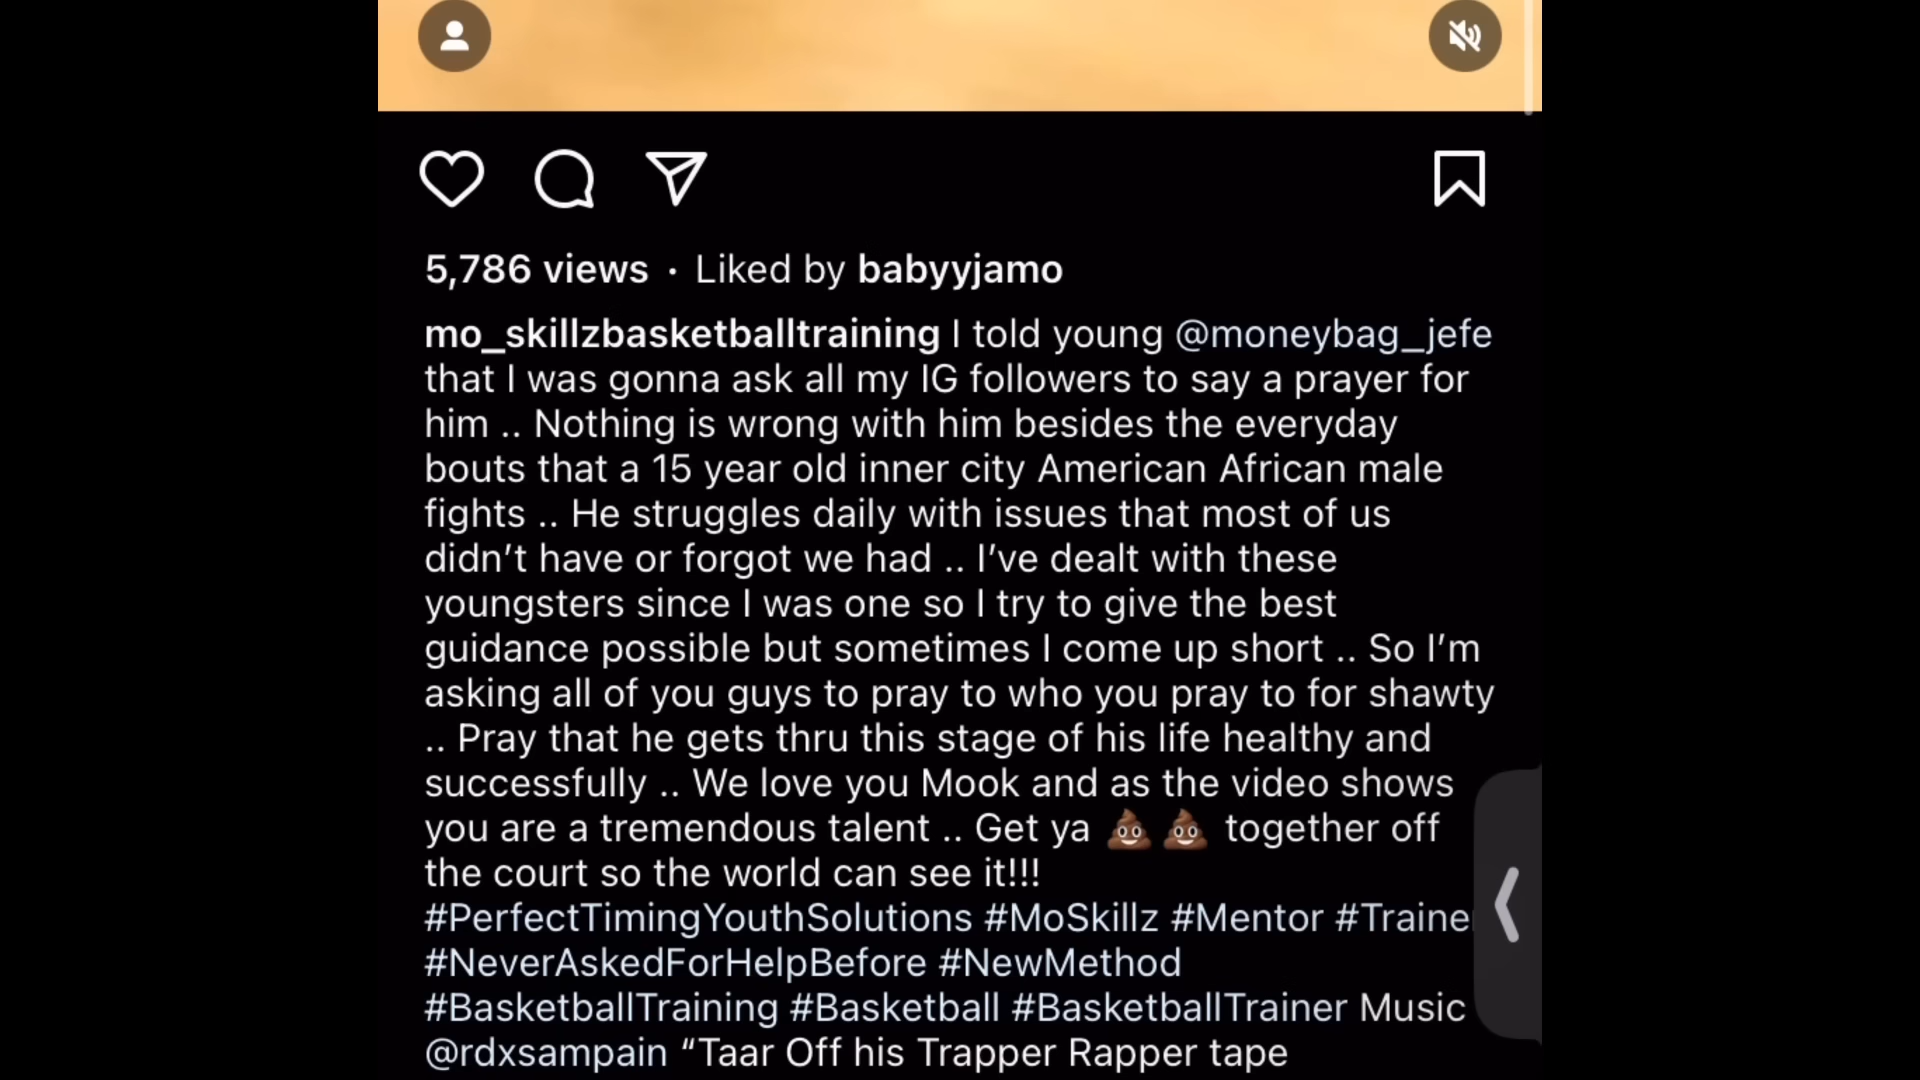 5,786 views · Liked by babyyjamo
mo_skillzbasketballtraining I told young @moneybag_jefe
that I was gonna ask all my IG followers to say a prayer for
him .. Nothing is wrong with him besides the everyday
bouts that a 15 year old inner city American African male
fights .. He struggles daily with issues that most of us
didn’t have or forgot we had .. I’ve dealt with these
youngsters since I was one so I try to give the best
guidance possible but sometimes I come up short .. So I’m
asking all of you guys to pray to who you pray to for shawty
.. Pray that he gets thru this stage of his life healthy and
successfully .. We love you Mook and as the video shows
you are a tremendous talent .. Get ya 💩💩 together off
the court so the world can see it!!!
#PerfectTimingYouthSolutions #MoSkillz #Mentor #Trainer
#NeverAskedForHelpBefore #NewMethod
#BasketballTraining #Basketball #BasketballTrainer Music
@rdxsampain “Taar Off his Trapper Rapper tape